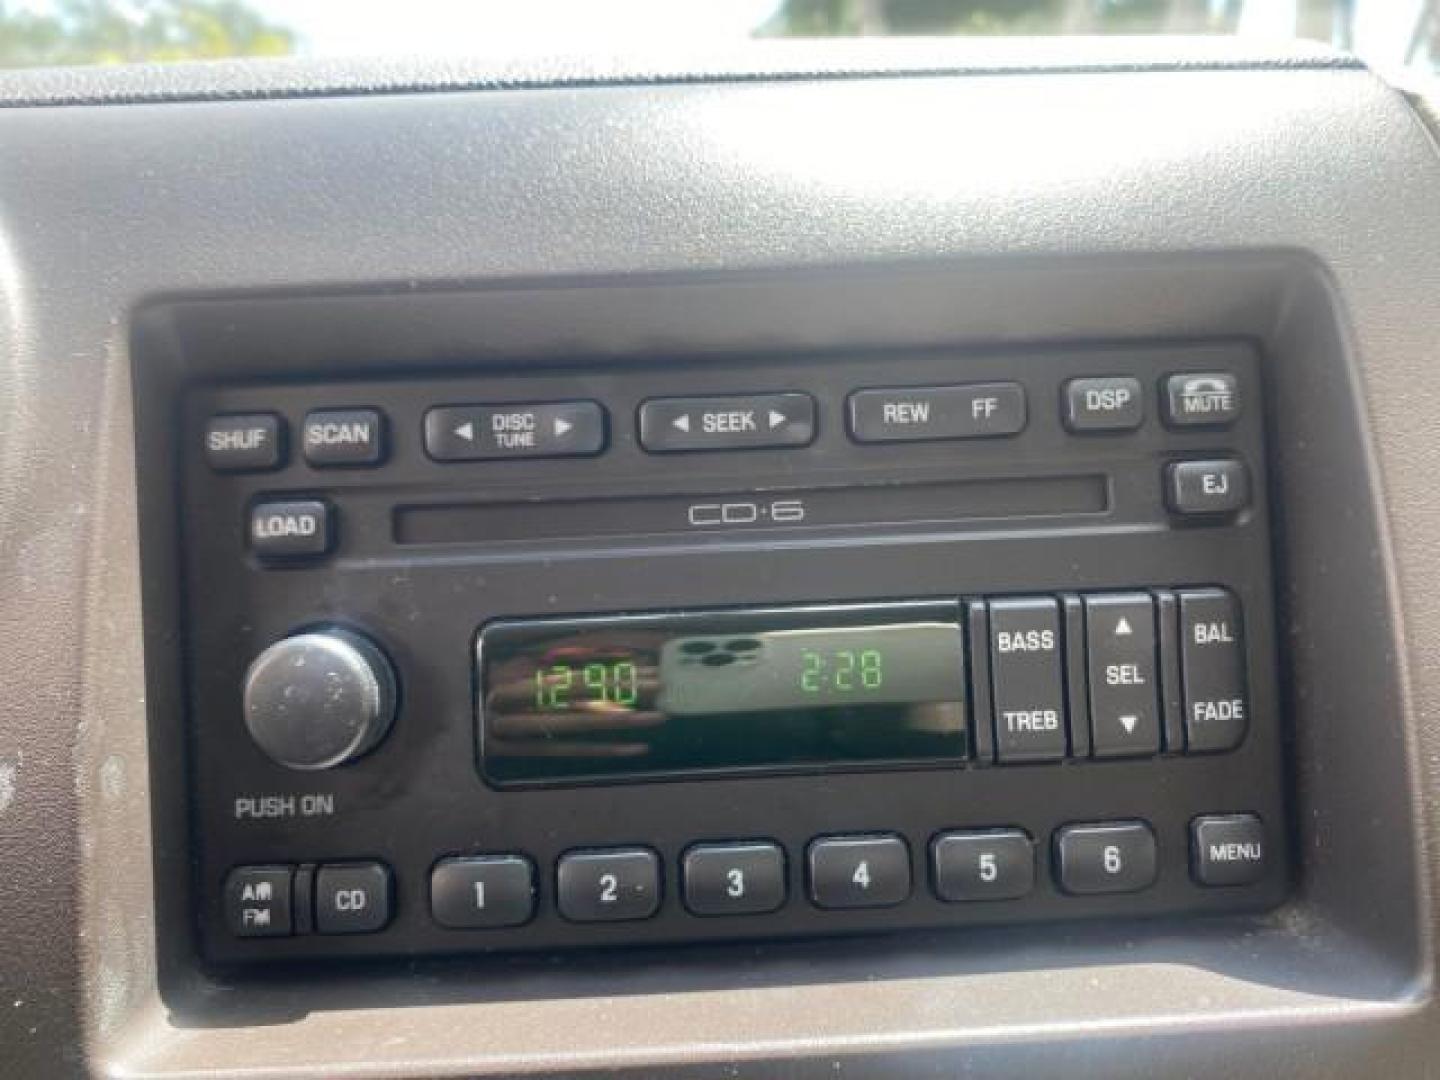 SHUF SCAN ◄ DISC TUNE ► ◄ SEEK ► REW FF DSP MUTE
LOAD CD·6 EJ
1290 2:28
BASS ▲ BAL
SEL
TREB ▼ FADE
PUSH ON
AM FM CD 1 2 3 4 5 6 MENU